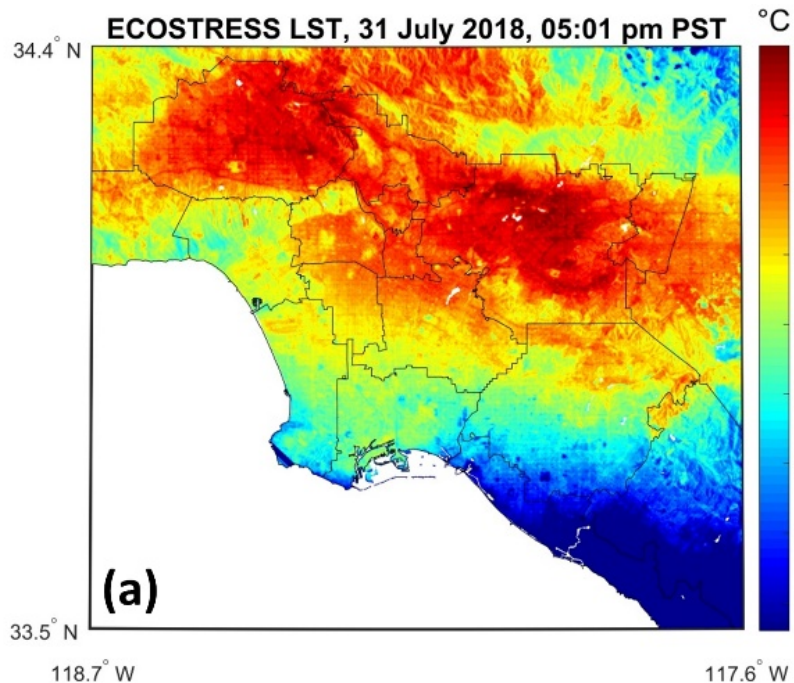 ECOSTRESS LST, 31 July 2018, 05:01 pm PST
°C
34.4° N
(a)
33.5° N
118.7° W
117.6° W